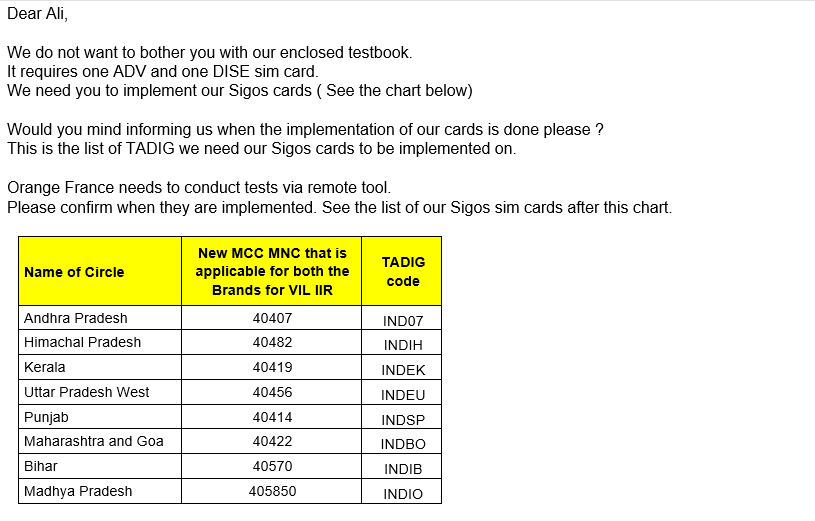 Dear Ali,
We do not want to bother you with our enclosed testbook.
It requires one ADV and one DISE sim card.
We need you to implement our Sigos cards ( See the chart below)
Would you mind informing us when the implementation of our cards is done please ?
This is the list of TADIG we need our Sigos cards to be implemented on.
Orange France needs to conduct tests via remote tool.
Please confirm when they are implemented. See the list of our Sigos sim cards after this chart.
Name of Circle New MCC MNC that is applicable for both the Brands for VIL IIR TADIG code
Andhra Pradesh 40407 IND07
Himachal Pradesh 40482 INDIH
Kerala 40419 INDEK
Uttar Pradesh West 40456 INDEU
Punjab 40414 INDSP
Maharashtra and Goa 40422 INDBO
Bihar 40570 INDIB
Madhya Pradesh 405850 INDIO